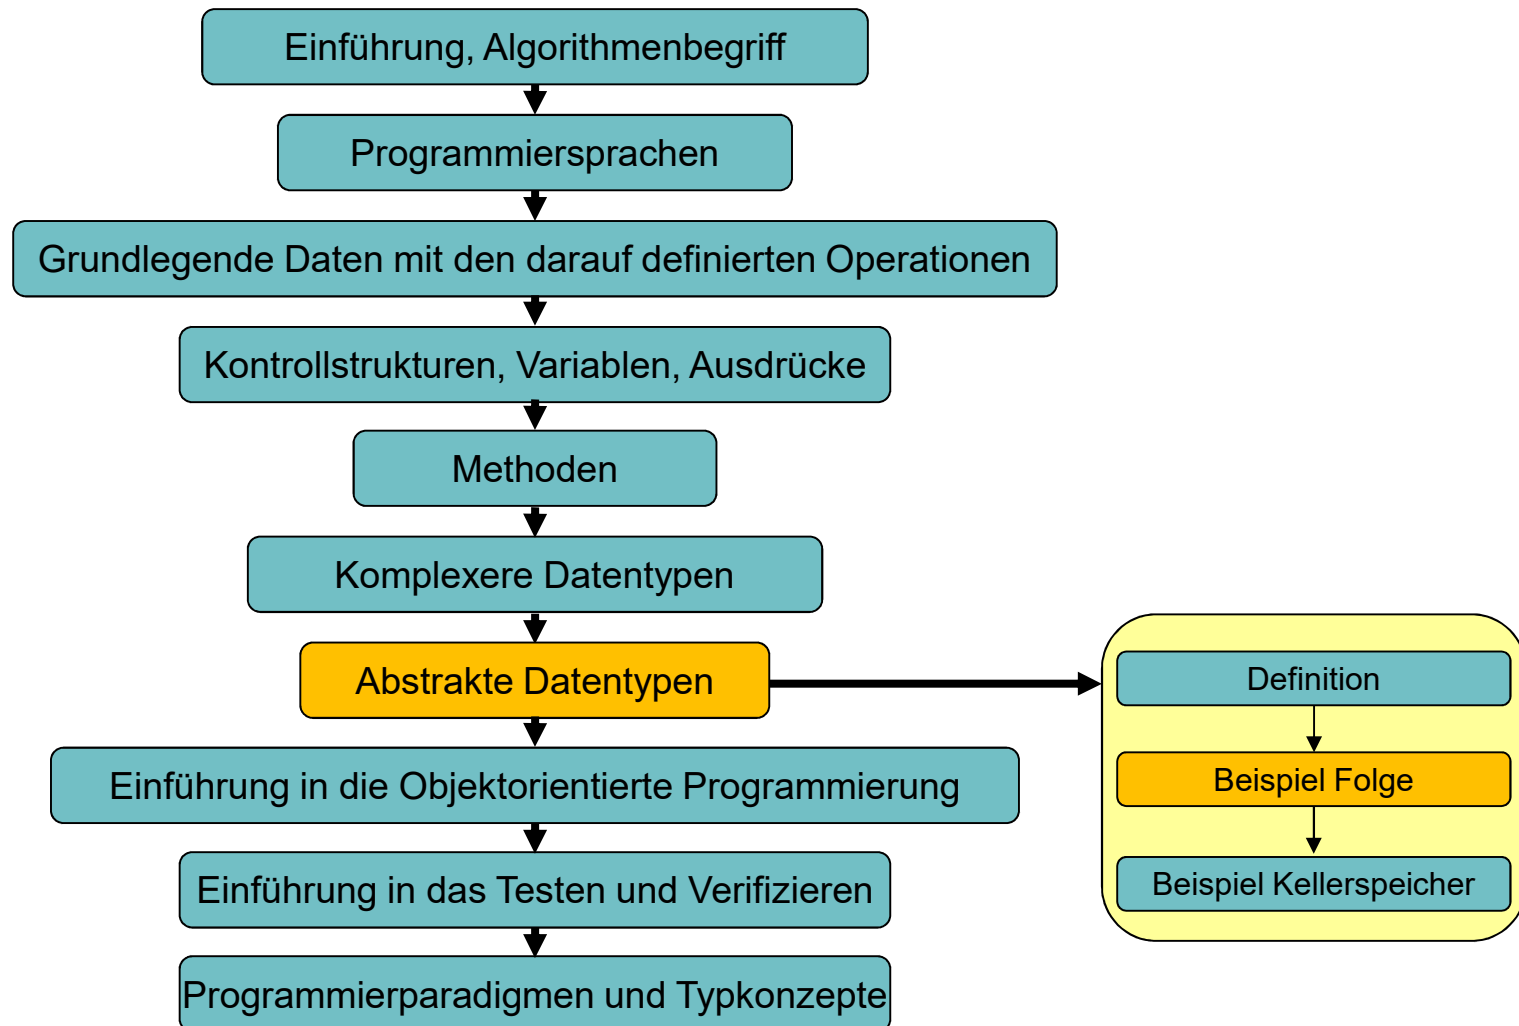 Einführung, Algorithmenbegriff
Programmiersprachen
Grundlegende Daten mit den darauf definierten Operationen
Kontrollstrukturen, Variablen, Ausdrücke
Methoden
Komplexere Datentypen
Abstrakte Datentypen
Einführung in die Objektorientierte Programmierung
Einführung in das Testen und Verifizieren
Programmierparadigmen und Typkonzepte
Definition
Beispiel Folge
Beispiel Kellerspeicher